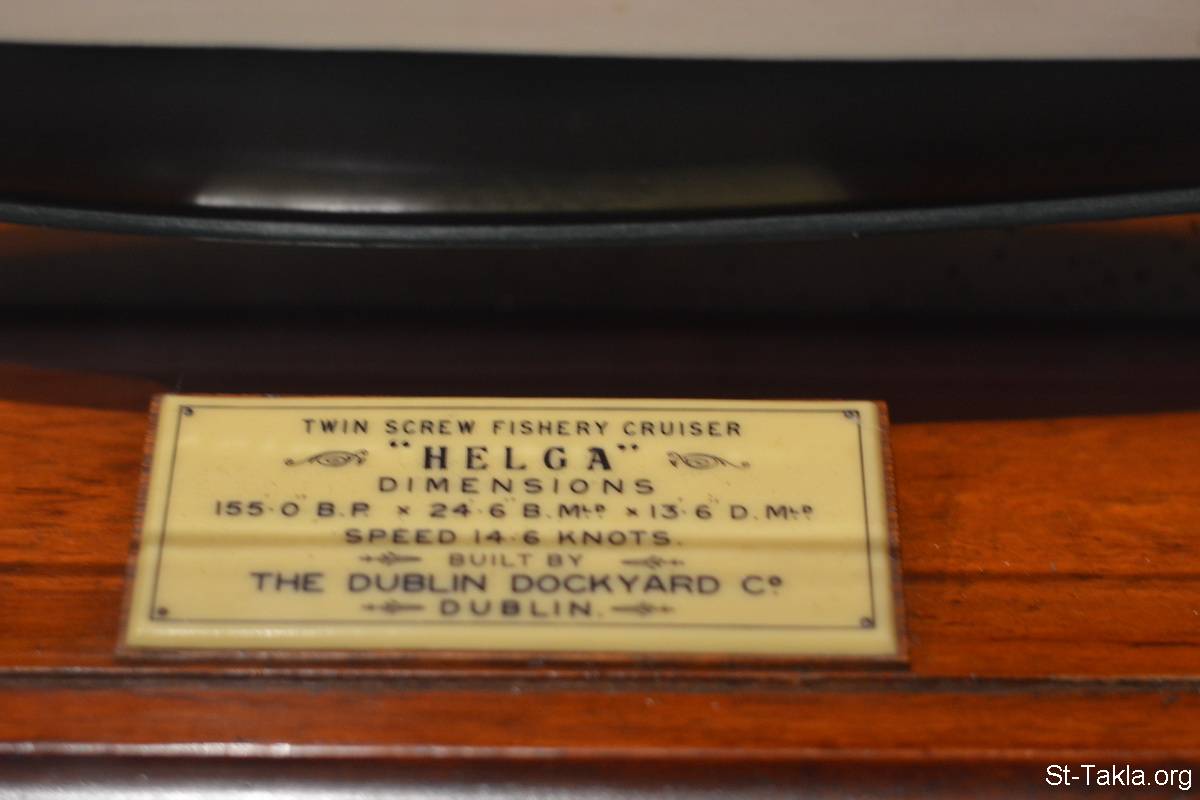 TWIN SCREW FISHERY CRUISER
"HELGA"
DIMENSIONS
155'·0" B.P. × 24'·6" B.Mᴸᴰ × 13'·6" D.Mᴸᴰ
SPEED 14·6 KNOTS.
BUILT BY
THE DUBLIN DOCKYARD Cº
DUBLIN.
St-Takla.org